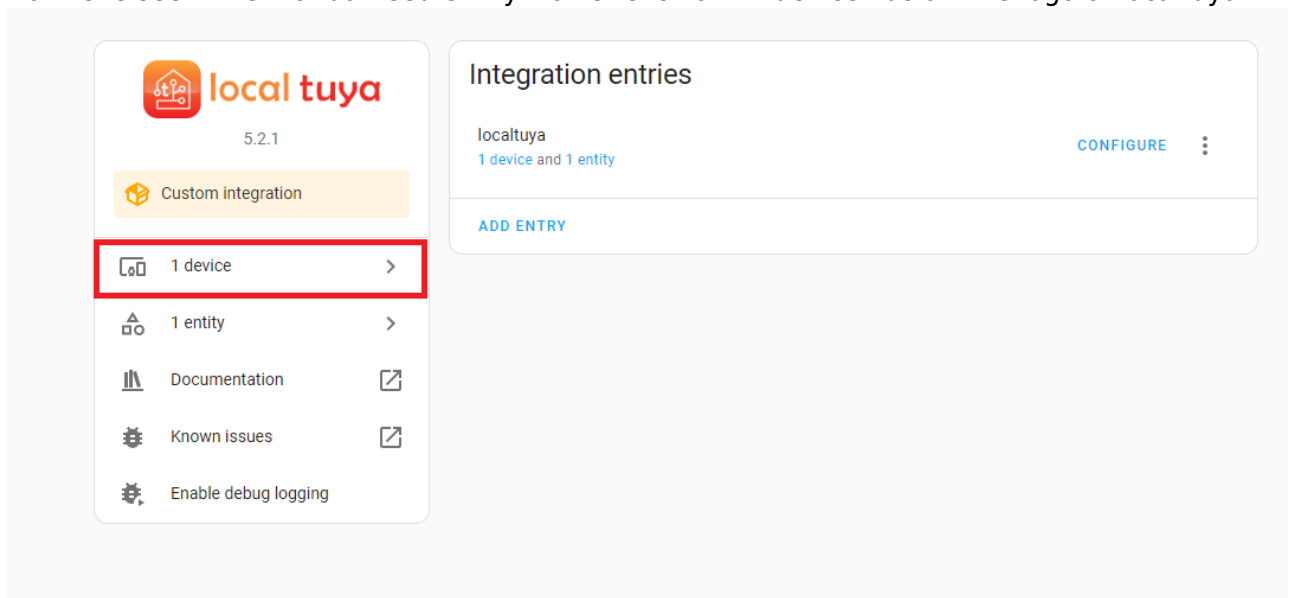 local tuya
5.2.1
Custom integration
1 device
1 entity
Documentation
Known issues
Enable debug logging
Integration entries
localtuya
1 device and 1 entity
CONFIGURE
ADD ENTRY